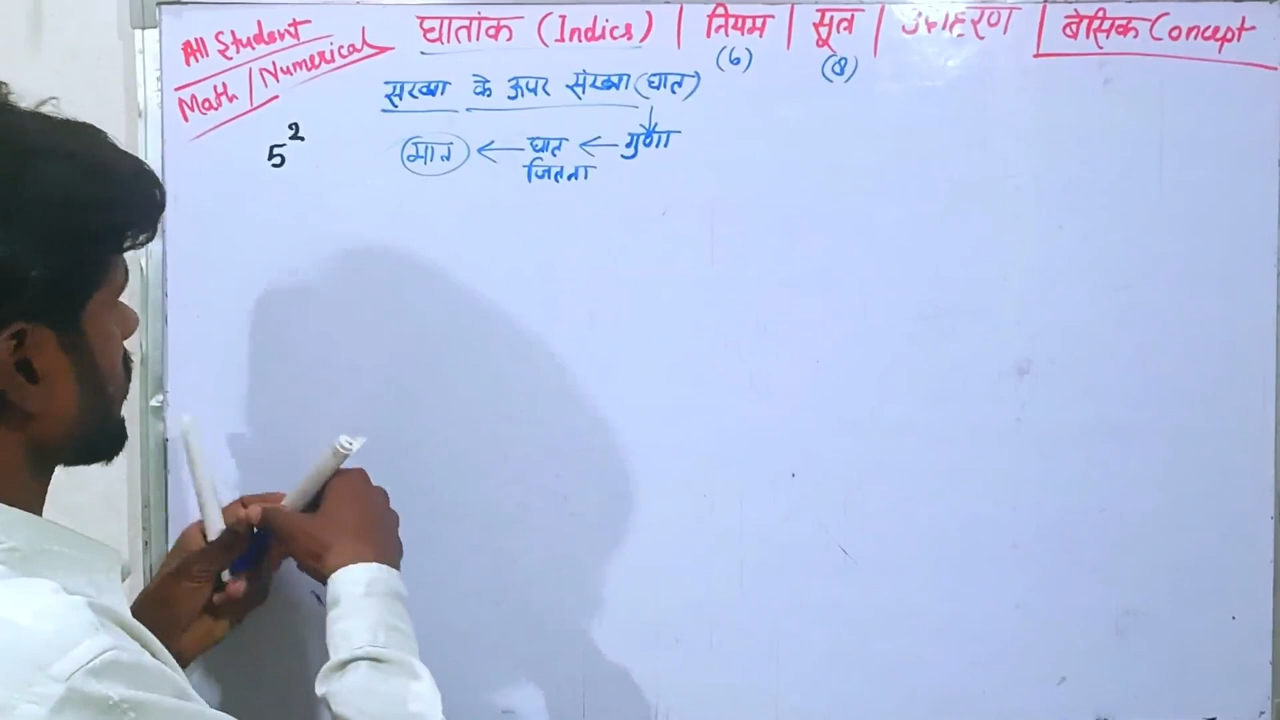 All Student
Math / Numerical
घातांक (Indics) | नियम | सूत्र | उदाहरण | बेसिक Concept
(6) (8)
संख्या के ऊपर संख्या (घात)
5²
मान ← घात ← गुणा
जितना